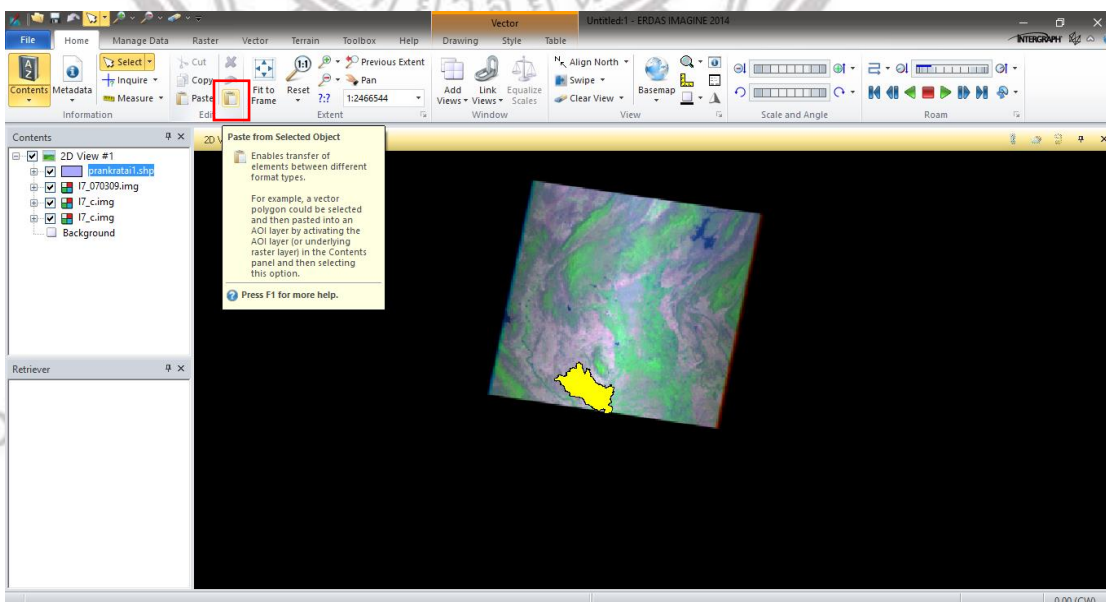 Vector
Untitled:1 - ERDAS IMAGINE 2014
File Home Manage Data Raster Vector Terrain Toolbox Help Drawing Style Table
INTERGRAPH
Contents
Metadata
Select
Inquire
Measure
Information
Cut
Copy
Paste
Fit to Frame
Reset
1:1
?:?
Previous Extent
Pan
1:2466544
Extent
Add Views
Link Views
Equalize Scales
Window
Align North
Swipe
Clear View
Basemap
View
Scale and Angle
Roam
Contents
2D View #1
prankratai1.shp
l7_070309.img
l7_c.img
l7_c.img
Background
Retriever
Paste from Selected Object
Enables transfer of
elements between different
format types.
For example, a vector
polygon could be selected
and then pasted into an
AOI layer by activating the
AOI layer (or underlying
raster layer) in the Contents
panel and then selecting
this option.
Press F1 for more help.
0.00 (CW)